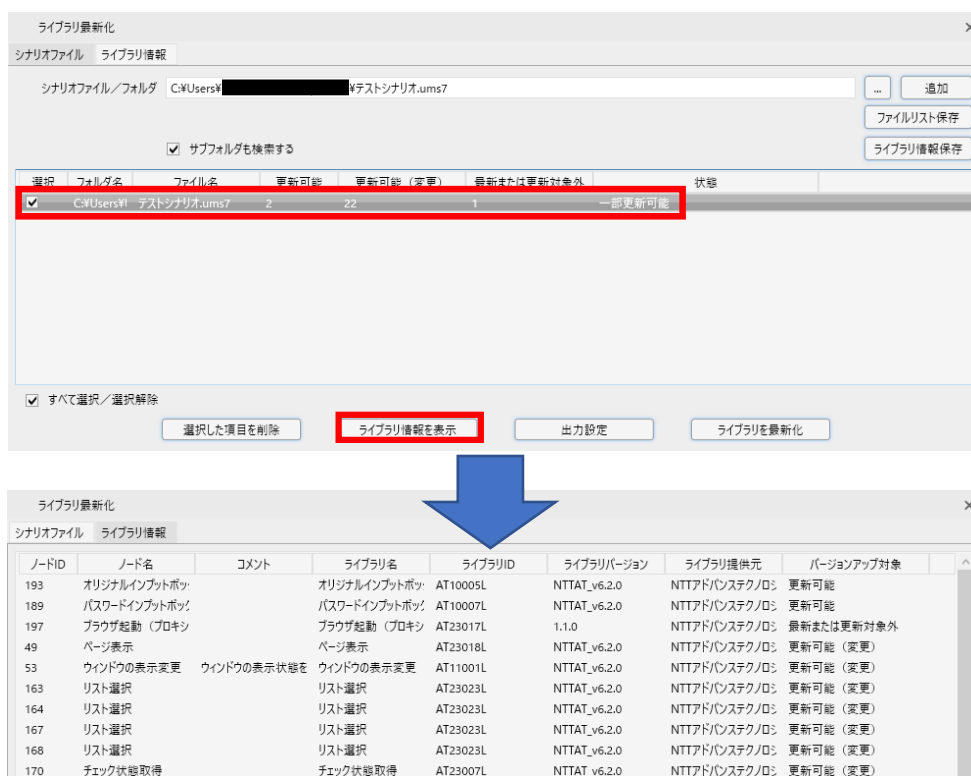 ライブラリ最新化 ×
シナリオファイル ライブラリ情報
シナリオファイル／フォルダ C:¥Users¥ ¥テストシナリオ.ums7 ... 追加
ファイルリスト保存
サブフォルダも検索する ライブラリ情報保存
選択 フォルダ名 ファイル名 更新可能 更新可能（変更） 最新または更新対象外 状態
C:¥Users¥ テストシナリオ.ums7 2 22 1 一部更新可能
すべて選択／選択解除
選択した項目を削除 ライブラリ情報を表示 出力設定 ライブラリを最新化
ライブラリ最新化 ×
シナリオファイル ライブラリ情報
ノードID ノード名 コメント ライブラリ名 ライブラリID ライブラリバージョン ライブラリ提供元 バージョンアップ対象
193 オリジナルインプットボッ オリジナルインプットボッ AT10005L NTTAT_v6.2.0 NTTアドバンステクノロシ 更新可能
189 パスワードインプットボッ パスワードインプットボッ AT10007L NTTAT_v6.2.0 NTTアドバンステクノロシ 更新可能
197 ブラウザ起動（プロキシ ブラウザ起動（プロキシ AT23017L 1.1.0 NTTアドバンステクノロシ 最新または更新対象外
49 ページ表示 ページ表示 AT23018L NTTAT_v6.2.0 NTTアドバンステクノロシ 更新可能（変更）
53 ウィンドウの表示変更 ウィンドウの表示状態を ウィンドウの表示変更 AT11001L NTTAT_v6.2.0 NTTアドバンステクノロシ 更新可能（変更）
163 リスト選択 リスト選択 AT23023L NTTAT_v6.2.0 NTTアドバンステクノロシ 更新可能（変更）
164 リスト選択 リスト選択 AT23023L NTTAT_v6.2.0 NTTアドバンステクノロシ 更新可能（変更）
167 リスト選択 リスト選択 AT23023L NTTAT_v6.2.0 NTTアドバンステクノロシ 更新可能（変更）
168 リスト選択 リスト選択 AT23023L NTTAT_v6.2.0 NTTアドバンステクノロシ 更新可能（変更）
170 チェック状態取得 チェック状態取得 AT23007L NTTAT_v6.2.0 NTTアドバンステクノロシ 更新可能（変更）